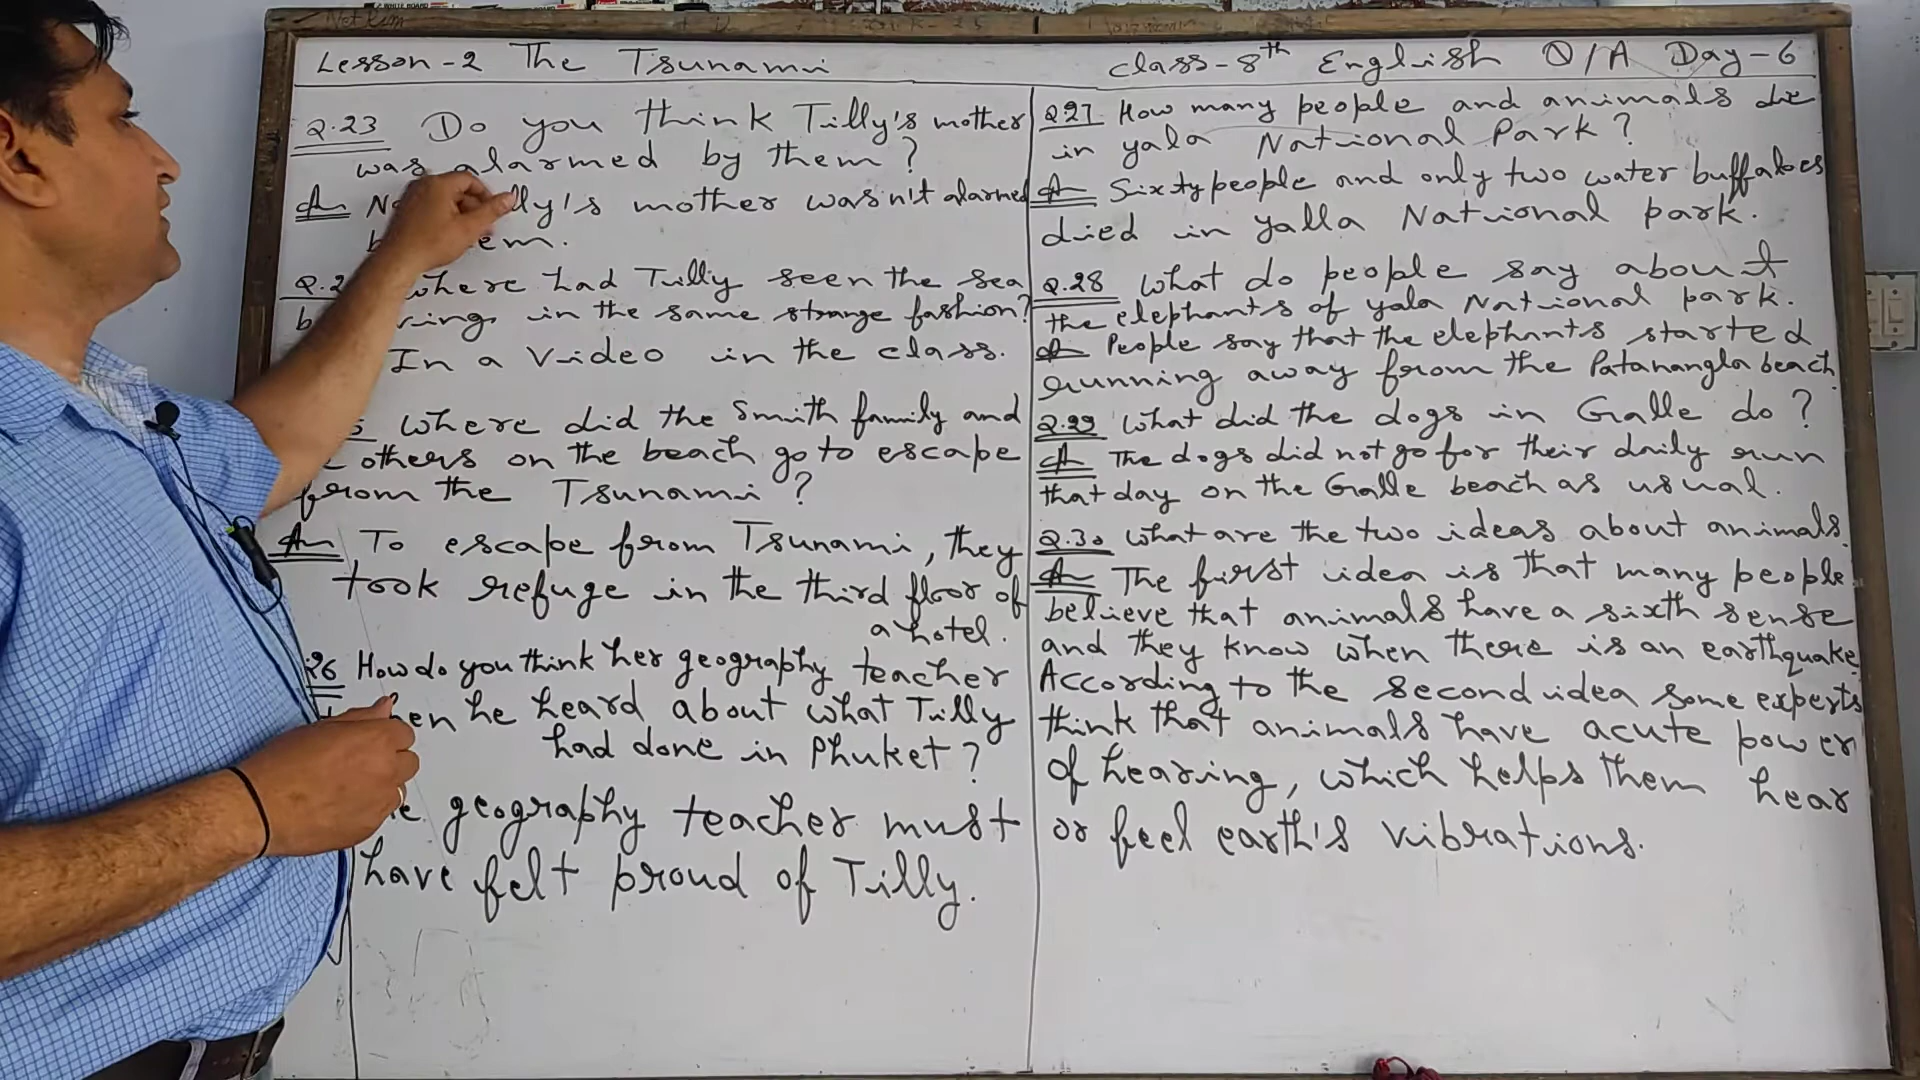 Lesson-2 The Tsunami
Class-8th English Q/A Day-6
Q.23 Do you think Tilly's mother
was alarmed by them?
mother wasn't alarmed
Where had Tilly seen the sea
in the same strange fashion?
In a video in the class.
Where did the Smith family and
others on the beach go to escape
from the Tsunami?
To escape from Tsunami, they
took refuge in the third floor of
a hotel.
How do you think her geography teacher
he heard about what Tilly
had done in Phuket?
geography teacher must
have felt proud of Tilly.
Q27. How many people and animals die
in yala National Park?
Sixty people and only two water buffaloes
died in yalla National park.
Q.28 What do people say about
the elephants of yala National park.
People say that the elephants started
running away from the Patanangla beach
Q.29 What did the dogs in Galle do?
The dogs did not go for their daily run
that day on the Galle beach as usual.
Q.30 What are the two ideas about animals.
The first idea is that many people
believe that animals have a sixth sense
and they know when there is an earthquake
According to the second idea some experts
think that animals have acute power
of hearing, which helps them hear
or feel earth's vibrations.